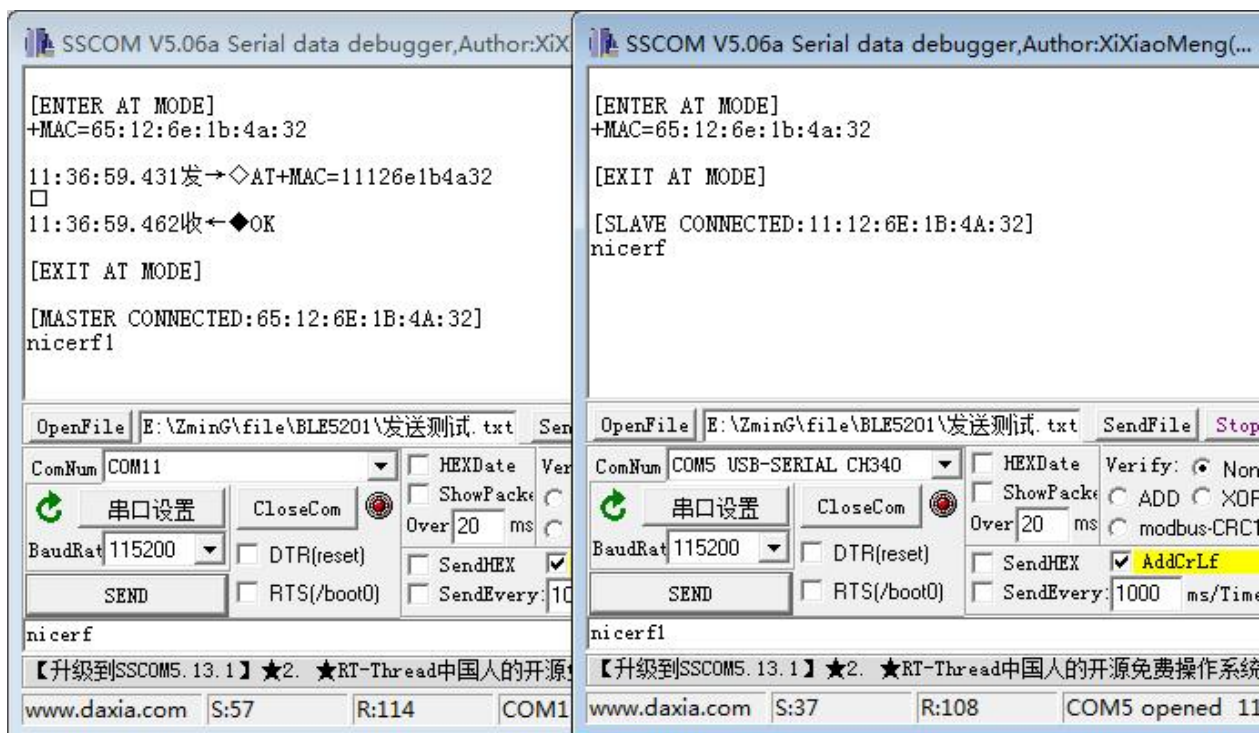 SSCOM V5.06a Serial data debugger,Author:XiX
[ENTER AT MODE]
+MAC=65:12:6e:1b:4a:32
11:36:59.431发→◇AT+MAC=11126e1b4a32
□
11:36:59.462收←◆OK
[EXIT AT MODE]
[MASTER CONNECTED:65:12:6E:1B:4A:32]
nicerf1
OpenFile E:\ZminG\file\BLE5201\发送测试.txt Sen
ComNum COM11 HEXDate Ver
串口设置 CloseCom ShowPacke
Over 20 ms
BaudRat 115200 DTR(reset) SendHEX
SEND RTS(/boot0) SendEvery: 10
nicerf
【升级到SSCOM5.13.1】★2. ★RT-Thread中国人的开源免
www.daxia.com S:57 R:114 COM1
SSCOM V5.06a Serial data debugger,Author:XiXiaoMeng(...
[ENTER AT MODE]
+MAC=65:12:6e:1b:4a:32
[EXIT AT MODE]
[SLAVE CONNECTED:11:12:6E:1B:4A:32]
nicerf
OpenFile E:\ZminG\file\BLE5201\发送测试.txt SendFile Stop
ComNum COM5 USB-SERIAL CH340 HEXDate Verify: Non
串口设置 CloseCom ShowPacke ADD XOR
Over 20 ms modbus-CRC1
BaudRat 115200 DTR(reset) SendHEX AddCrLf
SEND RTS(/boot0) SendEvery: 1000 ms/Time
nicerf1
【升级到SSCOM5.13.1】★2. ★RT-Thread中国人的开源免费操作系统
www.daxia.com S:37 R:108 COM5 opened 11